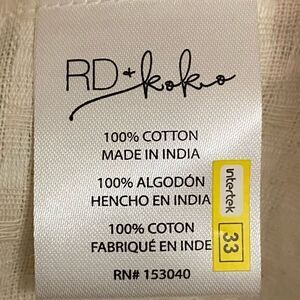 RD+koko
100% COTTON
MADE IN INDIA
100% ALGODÓN
HENCHO EN INDIA
100% COTON
FABRIQUÉ EN INDE
RN# 153040
intertek
33